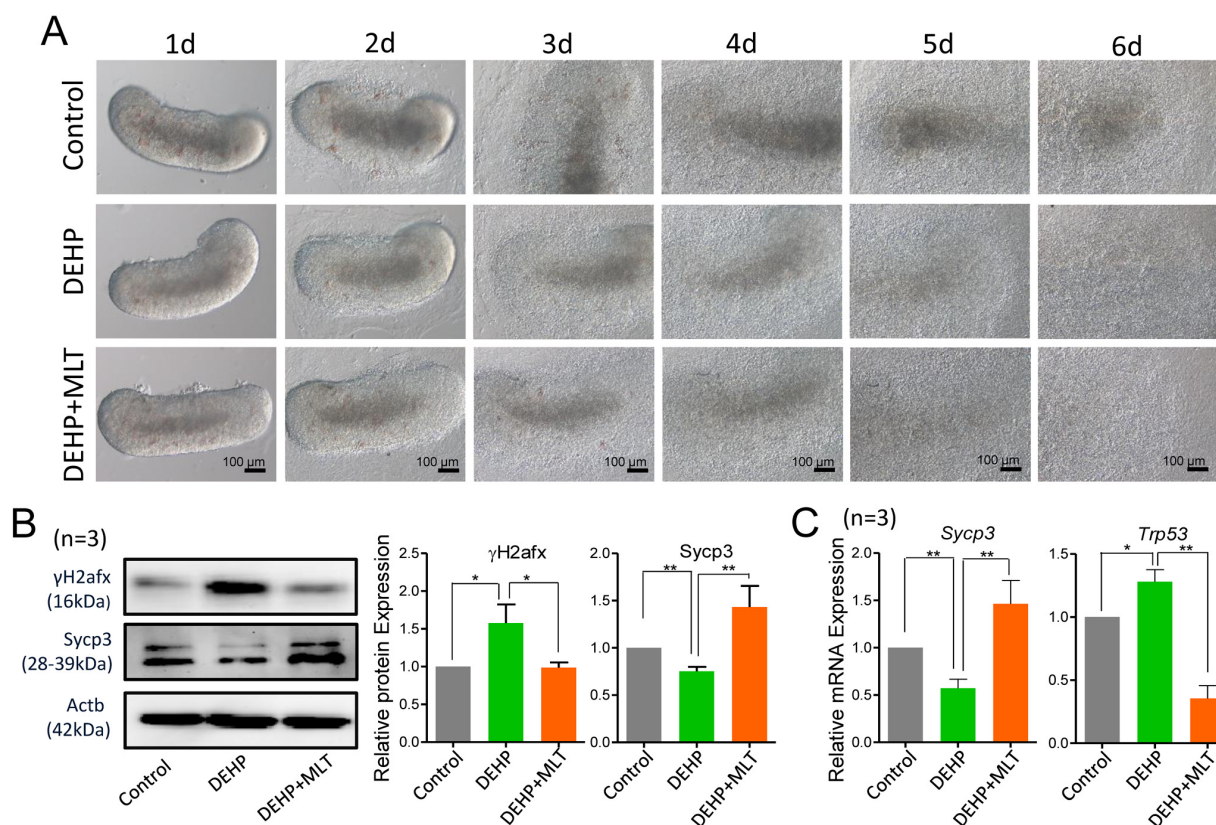 A
1d 2d 3d 4d 5d 6d
Control
DEHP
DEHP+MLT
100 μm 100 μm 100 μm 100 μm 100 μm 100 μm
B
(n=3)
γH2afx
(16kDa)
Sycp3
(28-39kDa)
Actb
(42kDa)
Control DEHP DEHP+MLT
Relative protein Expression
γH2afx
2.5
2.0
1.5
1.0
0.5
0.0
* *
Control DEHP DEHP+MLT
Sycp3
2.0
1.5
1.0
0.5
0.0
** **
Control DEHP DEHP+MLT
C
(n=3)
Relative mRNA Expression
Sycp3
2.0
1.5
1.0
0.5
0.0
** **
Control DEHP DEHP+MLT
Trp53
1.5
1.0
0.5
0.0
* **
Control DEHP DEHP+MLT